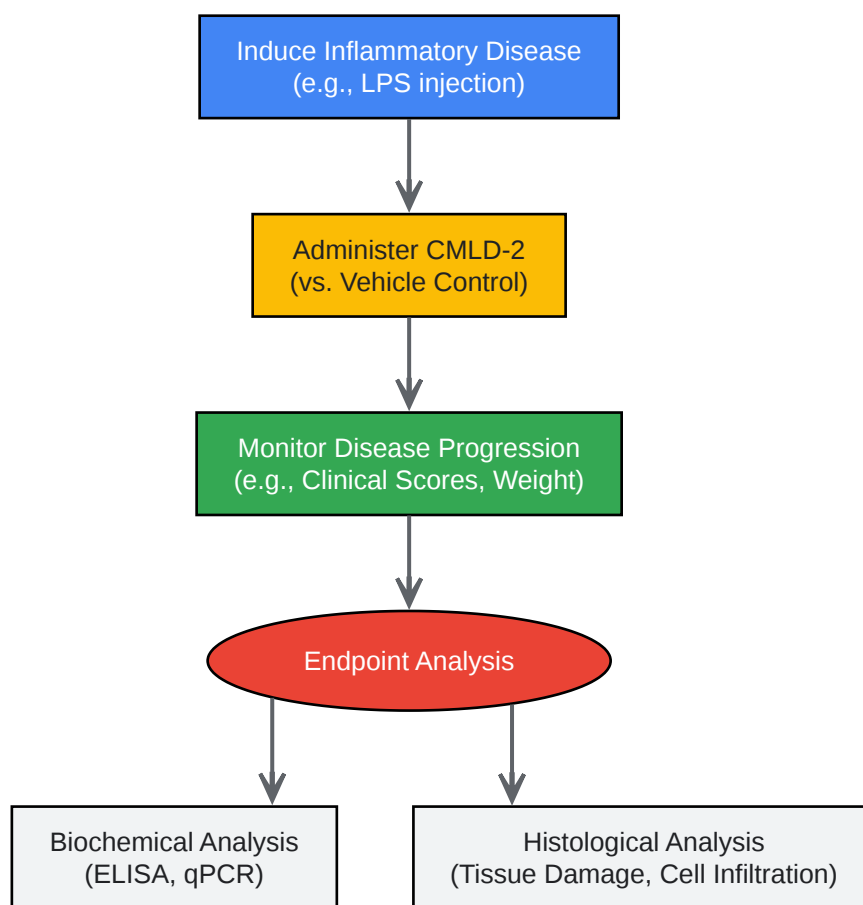 Induce Inflammatory Disease
(e.g., LPS injection)
Administer CMLD-2
(vs. Vehicle Control)
Monitor Disease Progression
(e.g., Clinical Scores, Weight)
Endpoint Analysis
Biochemical Analysis
(ELISA, qPCR)
Histological Analysis
(Tissue Damage, Cell Infiltration)